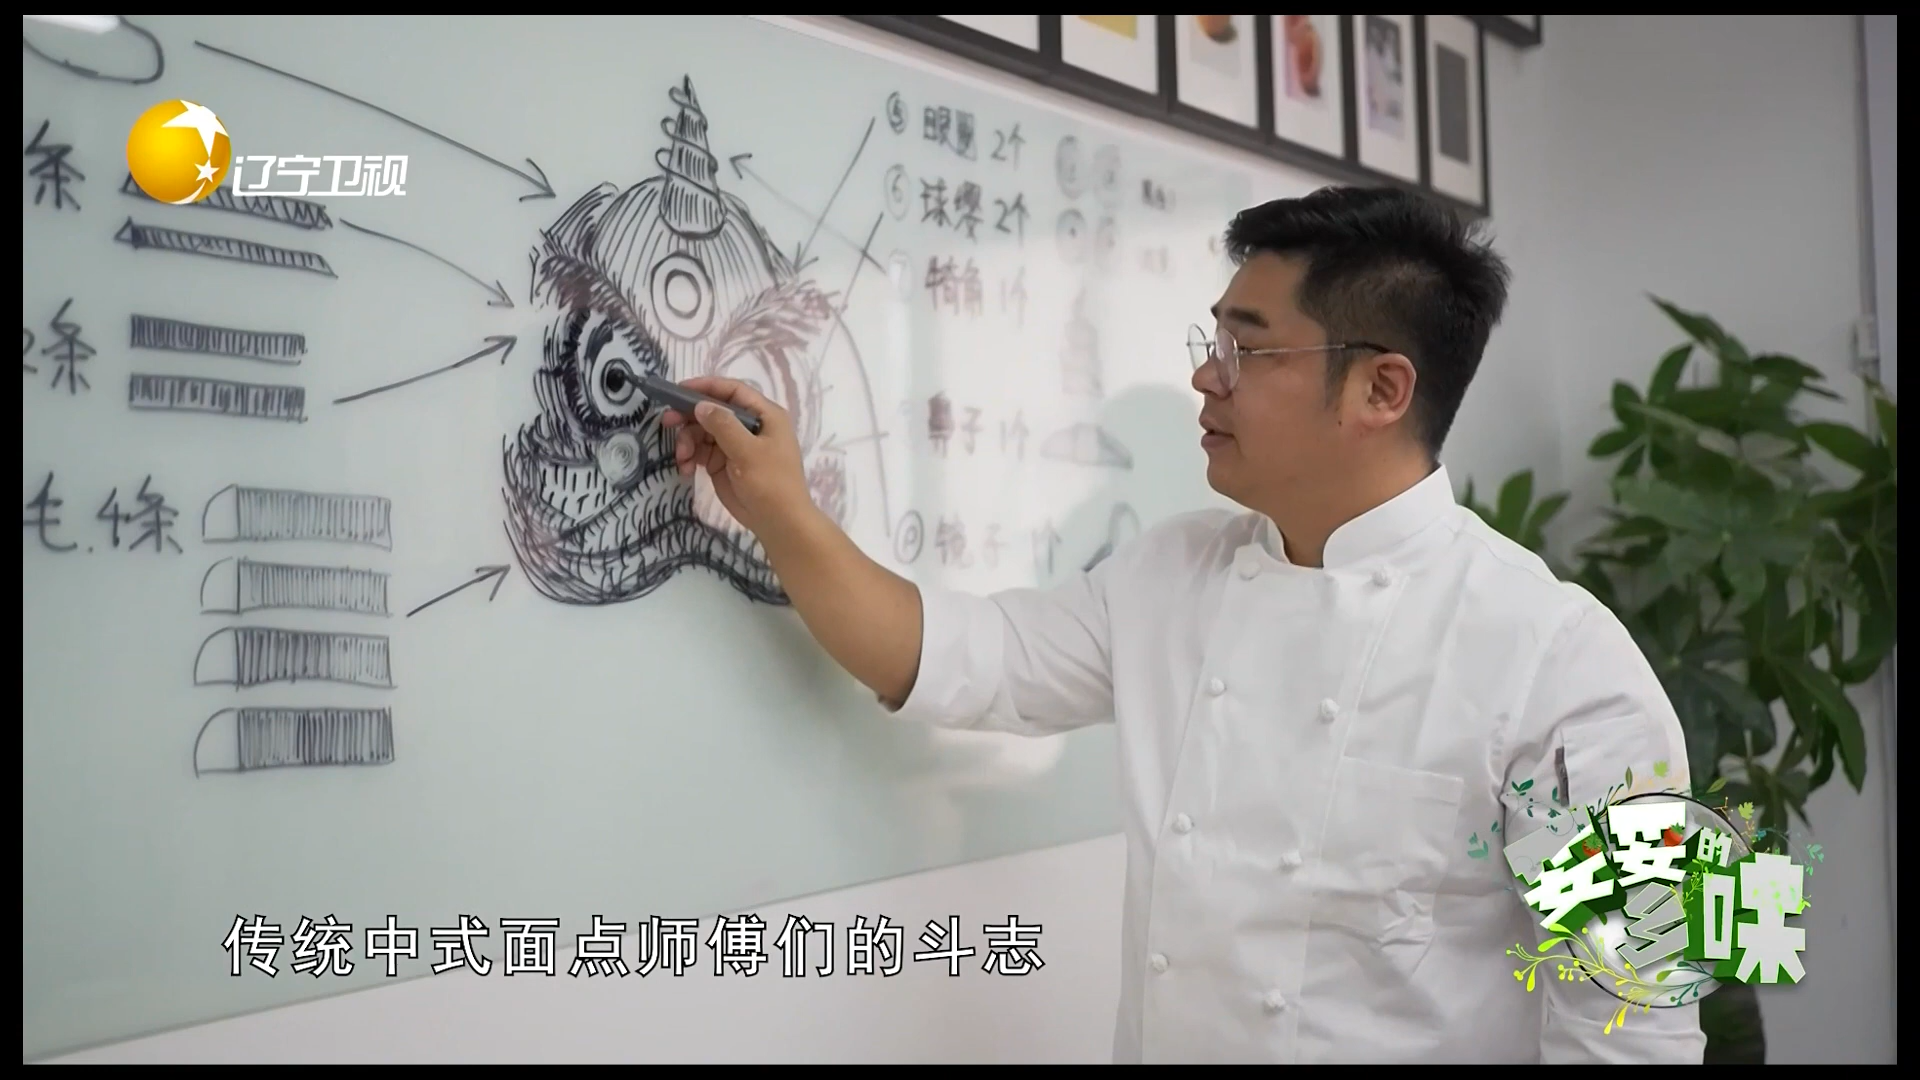 辽宁卫视
条
2条
毛.4条
⑤ 眼圈 2个
⑥ 球缨 2个
犄角 1个
鼻子 1个
镜子 1个
传统中式面点师傅们的斗志
妥妥的
乡味